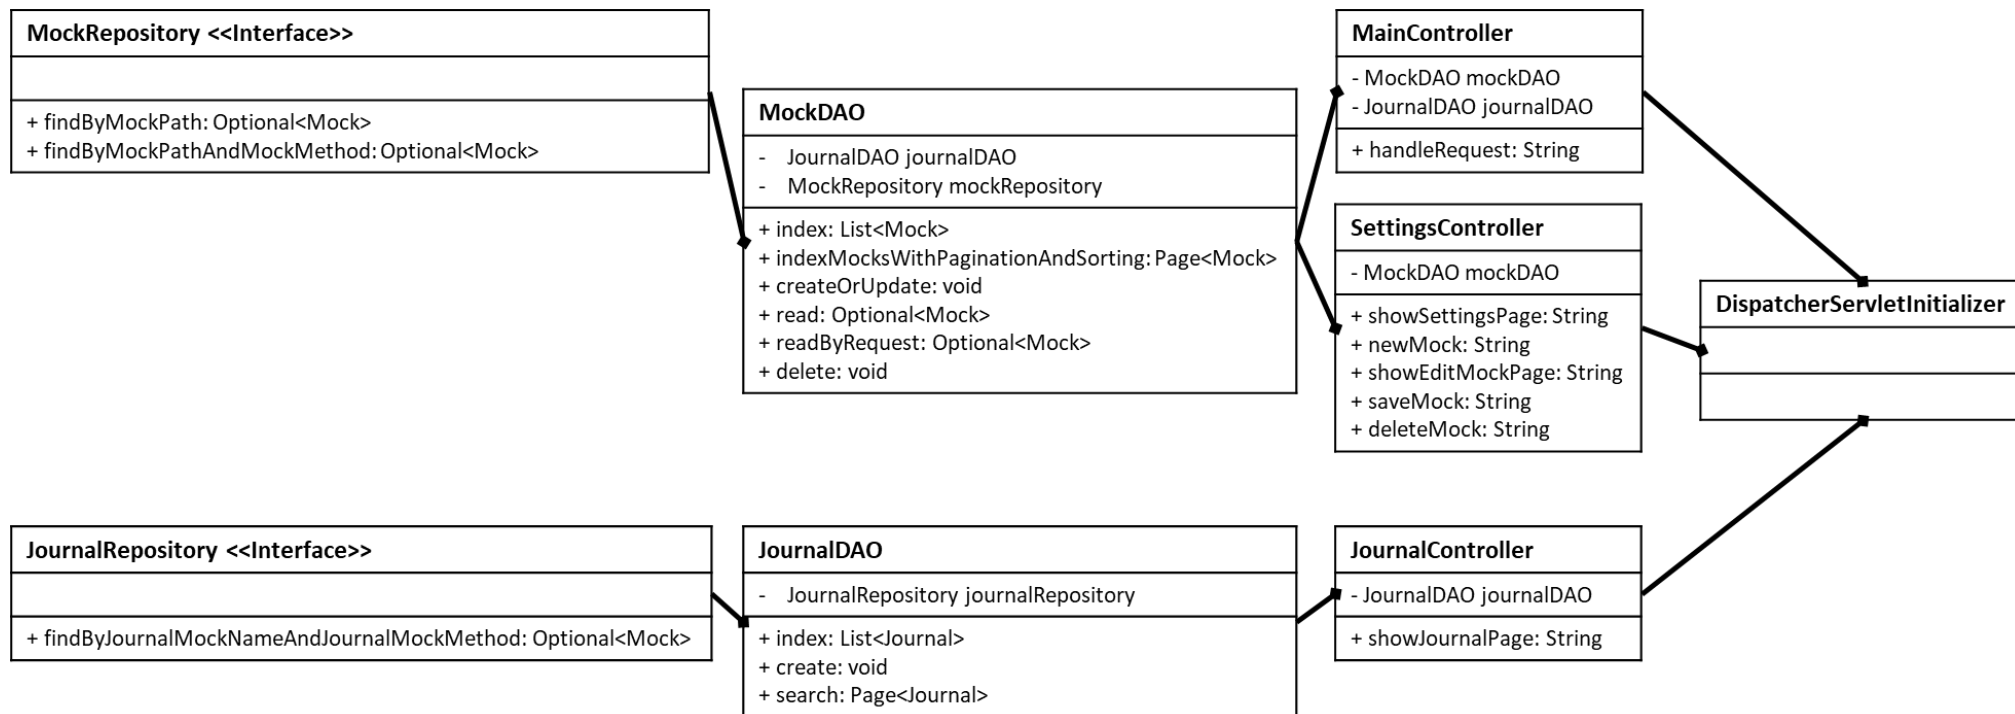 MockRepository <<Interface>>
+ findByMockPath: Optional<Mock>
+ findByMockPathAndMockMethod: Optional<Mock>
MockDAO
- JournalDAO journalDAO
- MockRepository mockRepository
+ index: List<Mock>
+ indexMocksWithPaginationAndSorting: Page<Mock>
+ createOrUpdate: void
+ read: Optional<Mock>
+ readByRequest: Optional<Mock>
+ delete: void
MainController
- MockDAO mockDAO
- JournalDAO journalDAO
+ handleRequest: String
SettingsController
- MockDAO mockDAO
+ showSettingsPage: String
+ newMock: String
+ showEditMockPage: String
+ saveMock: String
+ deleteMock: String
DispatcherServletInitializer
JournalRepository <<Interface>>
+ findByJournalMockNameAndJournalMockMethod: Optional<Mock>
JournalDAO
- JournalRepository journalRepository
+ index: List<Journal>
+ create: void
+ search: Page<Journal>
JournalController
- JournalDAO journalDAO
+ showJournalPage: String